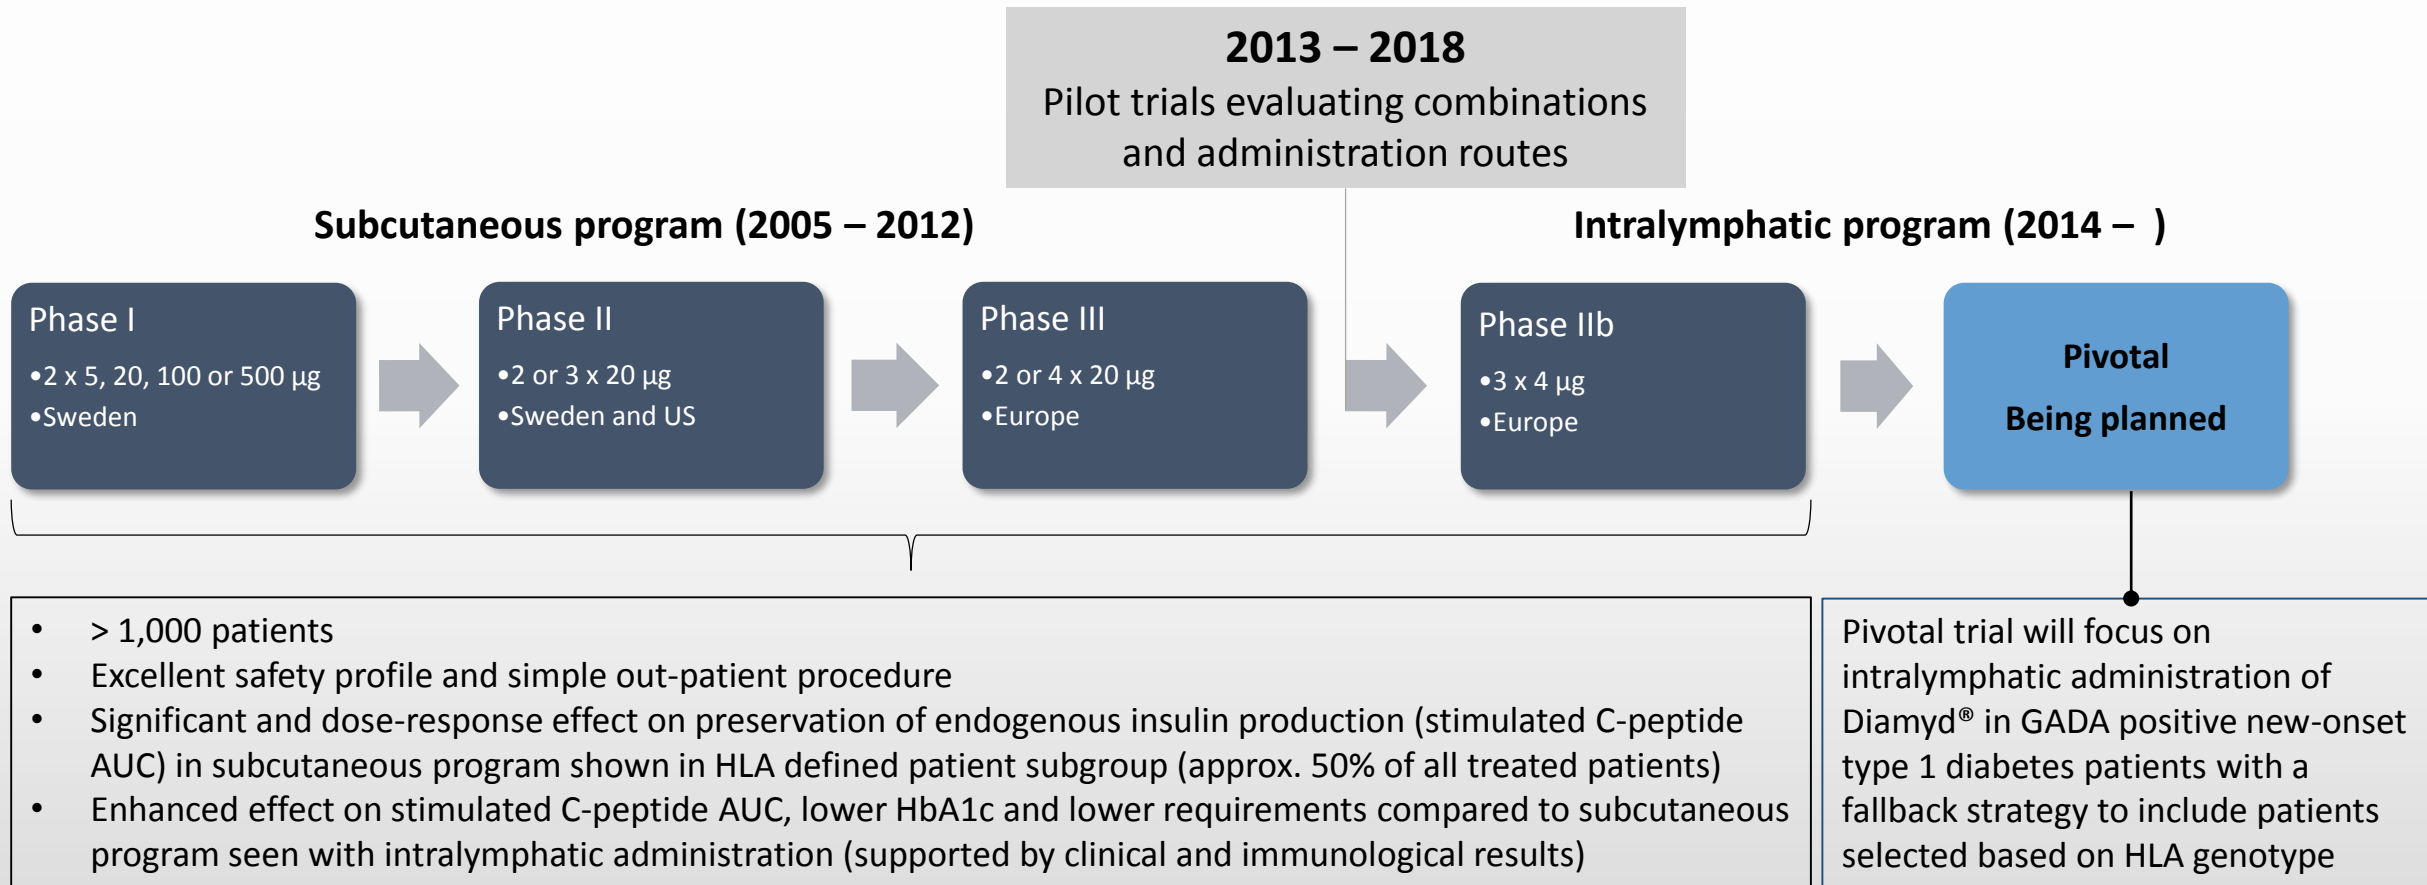 2013 – 2018
Pilot trials evaluating combinations
and administration routes
Subcutaneous program (2005 – 2012)
Intralymphatic program (2014 –  )
Phase I
•2 x 5, 20, 100 or 500 µg
•Sweden
Phase II
•2 or 3 x 20 µg
•Sweden and US
Phase III
•2 or 4 x 20 µg
•Europe
Phase IIb
•3 x 4 µg
•Europe
Pivotal
Being planned
• > 1,000 patients
• Excellent safety profile and simple out-patient procedure
• Significant and dose-response effect on preservation of endogenous insulin production (stimulated C-peptide
AUC) in subcutaneous program shown in HLA defined patient subgroup (approx. 50% of all treated patients)
• Enhanced effect on stimulated C-peptide AUC, lower HbA1c and lower requirements compared to subcutaneous
program seen with intralymphatic administration (supported by clinical and immunological results)
Pivotal trial will focus on
intralymphatic administration of
Diamyd® in GADA positive new-onset
type 1 diabetes patients with a
fallback strategy to include patients
selected based on HLA genotype